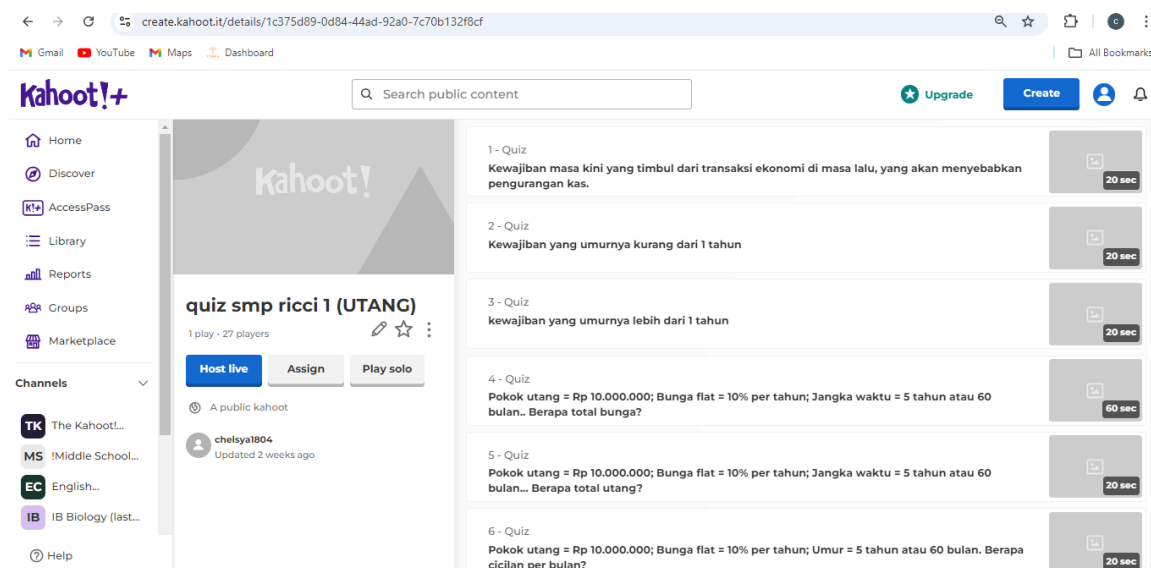 create.kahoot.it/details/1c375d89-0d84-44ad-92a0-7c70b132f8cf
Gmail YouTube Maps Dashboard All Bookmarks
Kahoot!+ Search public content Upgrade Create
Home
Discover
K!+ AccessPass
Library
Reports
Groups
Marketplace
Channels
TK The Kahoot!...
MS !Middle School...
EC English...
IB IB Biology (last...
Help
Kahoot!
quiz smp ricci 1 (UTANG)
1 play · 27 players
Host live Assign Play solo
A public kahoot
chelsya1804
Updated 2 weeks ago
1 - Quiz
Kewajiban masa kini yang timbul dari transaksi ekonomi di masa lalu, yang akan menyebabkan
pengurangan kas.
20 sec
2 - Quiz
Kewajiban yang umurnya kurang dari 1 tahun
20 sec
3 - Quiz
kewajiban yang umurnya lebih dari 1 tahun
20 sec
4 - Quiz
Pokok utang = Rp 10.000.000; Bunga flat = 10% per tahun; Jangka waktu = 5 tahun atau 60
bulan.. Berapa total bunga?
60 sec
5 - Quiz
Pokok utang = Rp 10.000.000; Bunga flat = 10% per tahun; Jangka waktu = 5 tahun atau 60
bulan... Berapa total utang?
20 sec
6 - Quiz
Pokok utang = Rp 10.000.000; Bunga flat = 10% per tahun; Umur = 5 tahun atau 60 bulan. Berapa
cicilan per bulan?
20 sec